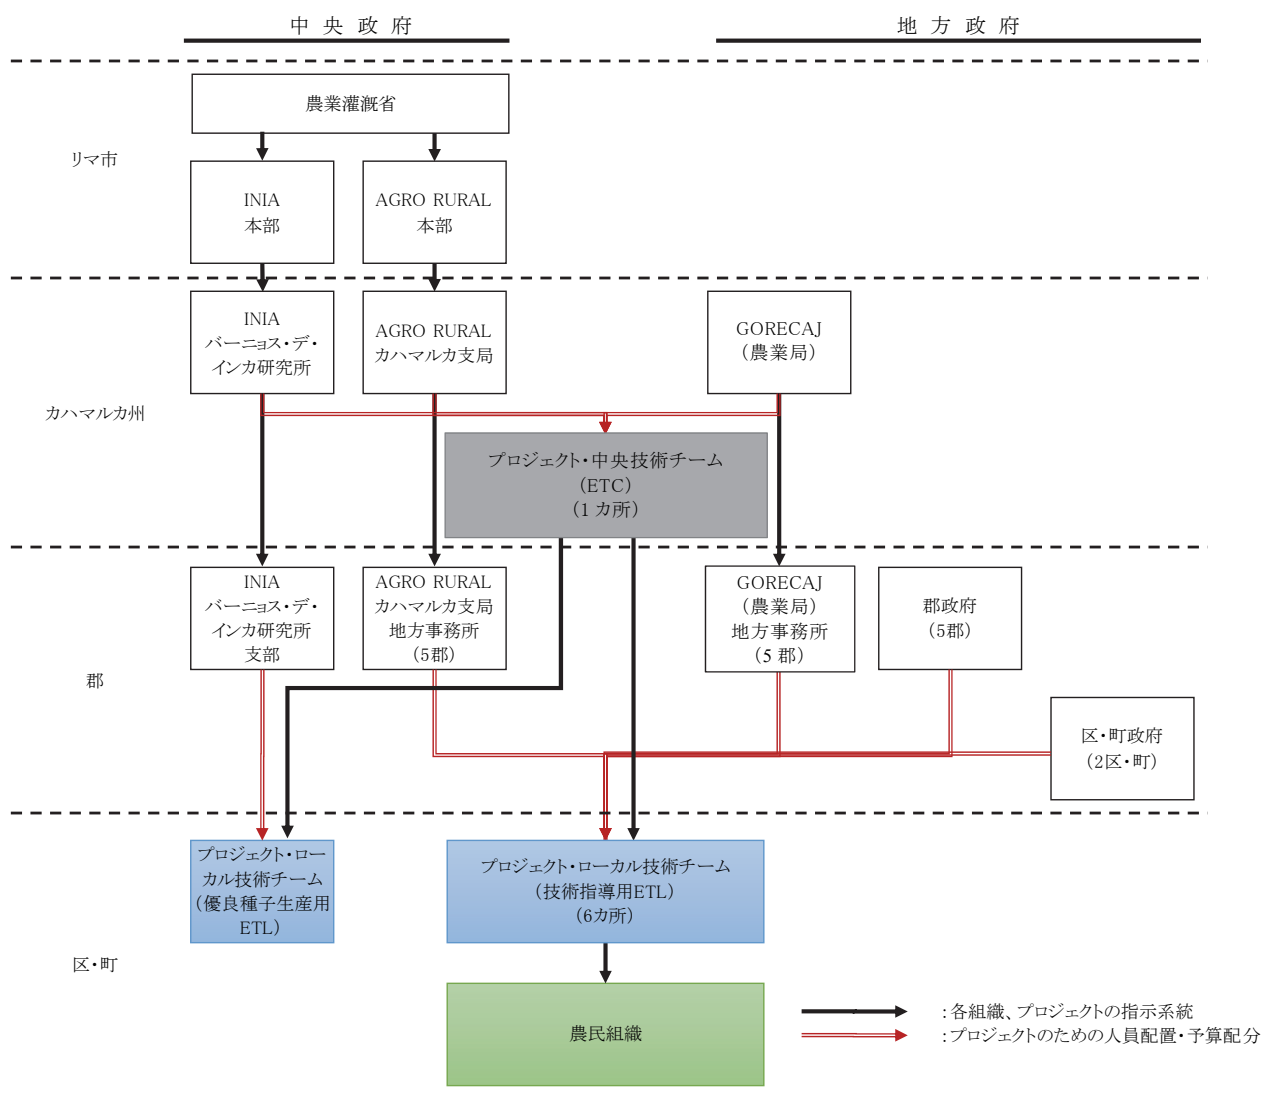 中央政府
地方政府
農業灌漑省
リマ市
INIA
本部
AGRO RURAL
本部
INIA
バーニョス・デ・
インカ研究所
AGRO RURAL
カハマルカ支局
GORECAJ
（農業局）
カハマルカ州
プロジェクト・中央技術チーム
（ETC）
（1 カ所）
INIA
バーニョス・デ・
インカ研究所
支部
AGRO RURAL
カハマルカ支局
地方事務所
（5郡）
GORECAJ
（農業局）
地方事務所
（5 郡）
郡政府
（5郡）
郡
区・町政府
（2区・町）
プロジェクト・ロー
カル技術チーム
（優良種子生産用
ETL）
プロジェクト・ローカル技術チーム
（技術指導用ETL）
（6カ所）
区・町
農民組織
：各組織、プロジェクトの指示系統
：プロジェクトのための人員配置・予算配分